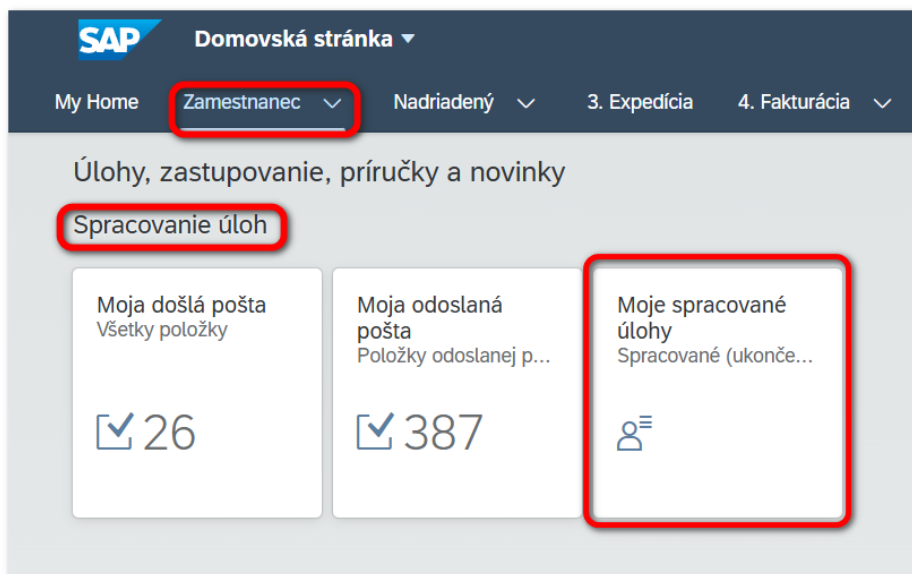 SAP Domovská stránka
My Home Zamestnanec Nadriadený 3. Expedícia 4. Fakturácia
Úlohy, zastupovanie, príručky a novinky
Spracovanie úloh
Moja došlá pošta
Všetky položky
26
Moja odoslaná
pošta
Položky odoslanej p...
387
Moje spracované
úlohy
Spracované (ukonče...